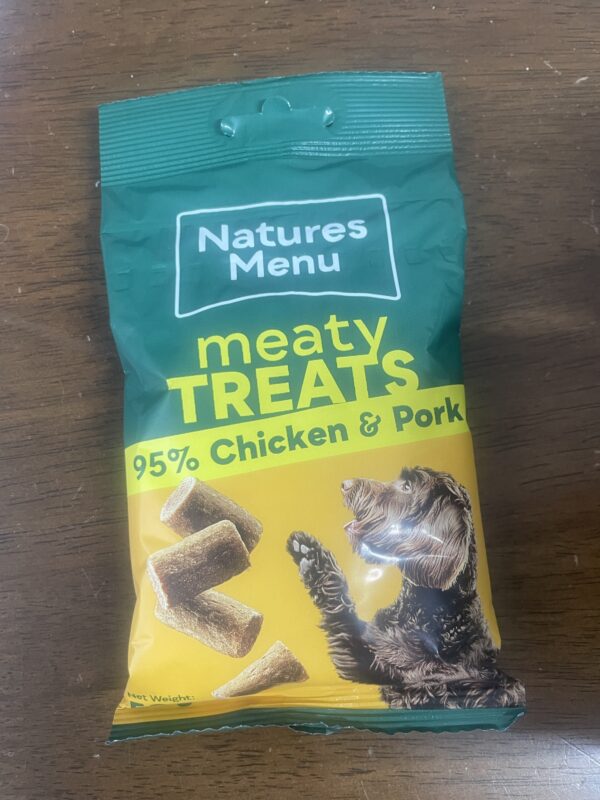 Natures
Menu
meaty
TREATS
95% Chicken & Pork
Net Weight: